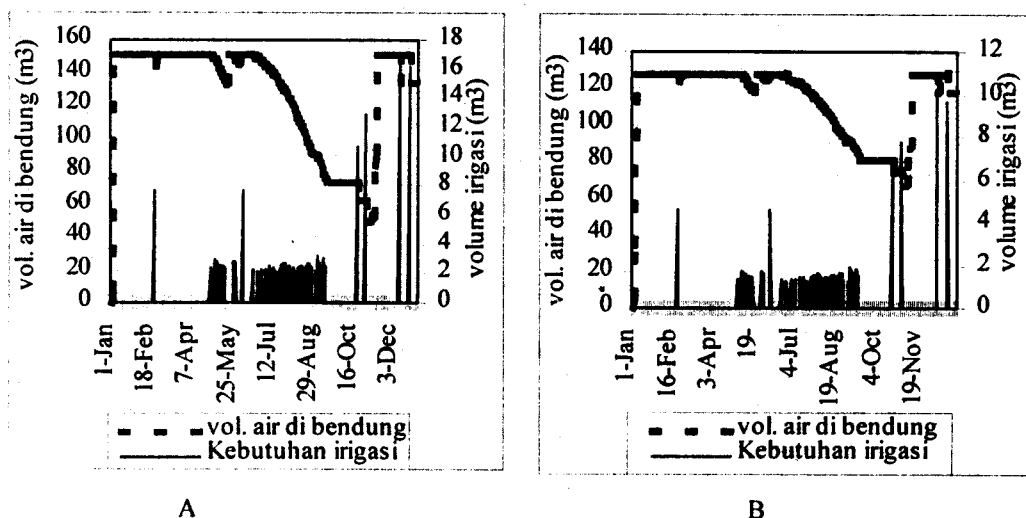 vol. air di bendung (m3)
160
140
120
100
80
60
40
20
0
18
16
14
12
10
8
6
4
2
0
volume irigasi (m3)
1-Jan
18-Feb
7-Apr
25-May
12-Jul
29-Aug
16-Oct
3-Dec
vol. air di bendung
Kebutuhan irigasi
A
vol. air di bendung (m3)
140
120
100
80
60
40
20
0
12
10
8
6
4
2
0
volume irigasi (m3)
1-Jan
16-Feb
3-Apr
19-
4-Jul
19-Aug
4-Oct
19-Nov
vol. air di bendung
Kebutuhan irigasi
B